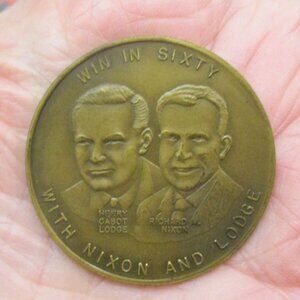 WIN IN SIXTY
HENRY
CABOT
LODGE
RICHARD M.
NIXON
WITH NIXON AND LODGE